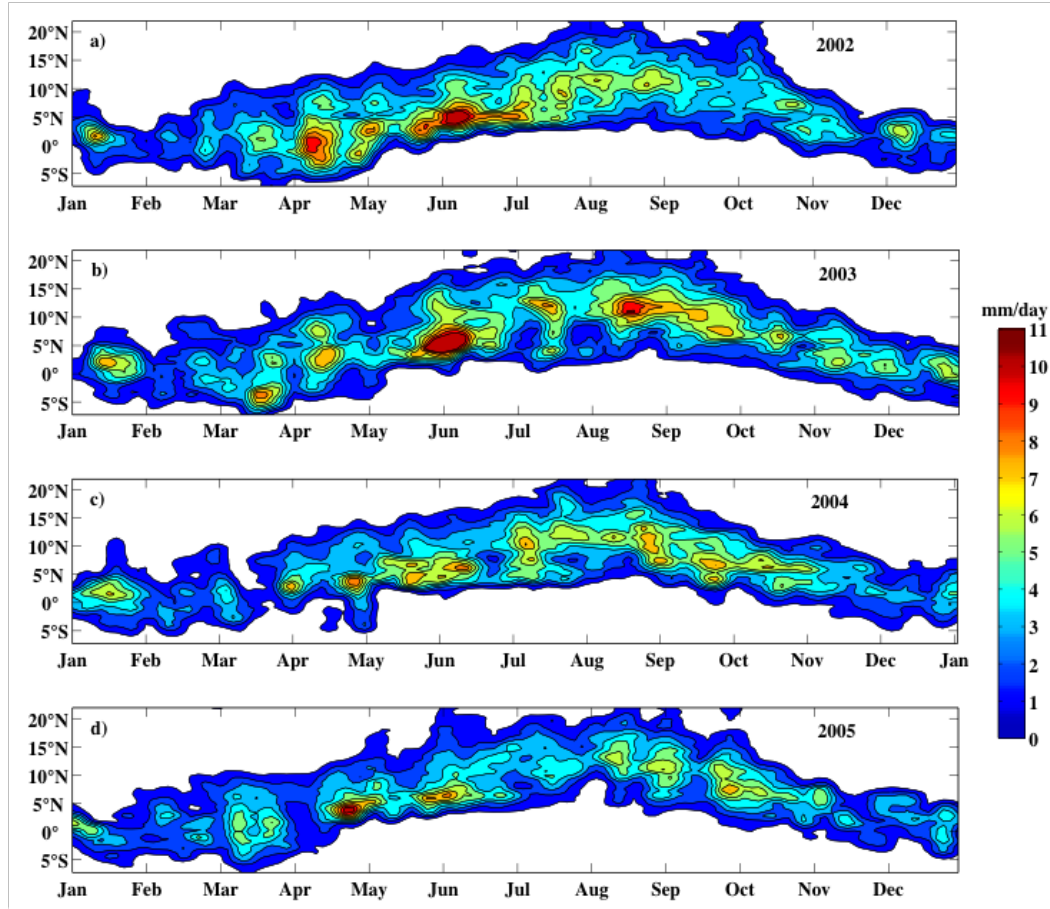 a) 2002
20°N
15°N
10°N
5°N
0°
5°S
Jan Feb Mar Apr May Jun Jul Aug Sep Oct Nov Dec
b) 2003
20°N
15°N
10°N
5°N
0°
5°S
Jan Feb Mar Apr May Jun Jul Aug Sep Oct Nov Dec
c) 2004
20°N
15°N
10°N
5°N
0°
5°S
Jan Feb Mar Apr May Jun Jul Aug Sep Oct Nov Dec Jan
d) 2005
20°N
15°N
10°N
5°N
0°
5°S
Jan Feb Mar Apr May Jun Jul Aug Sep Oct Nov Dec
mm/day
11
10
9
8
7
6
5
4
3
2
1
0